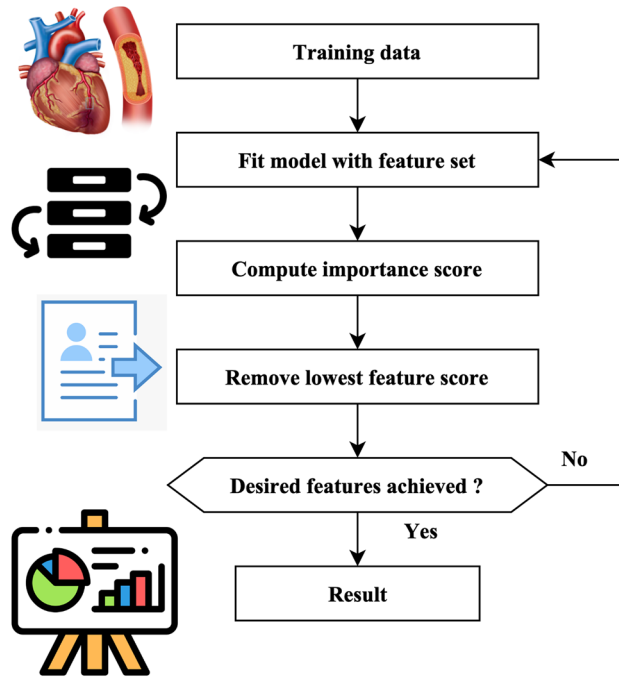 Training data
Fit model with feature set
Compute importance score
Remove lowest feature score
Desired features achieved ?
No
Yes
Result